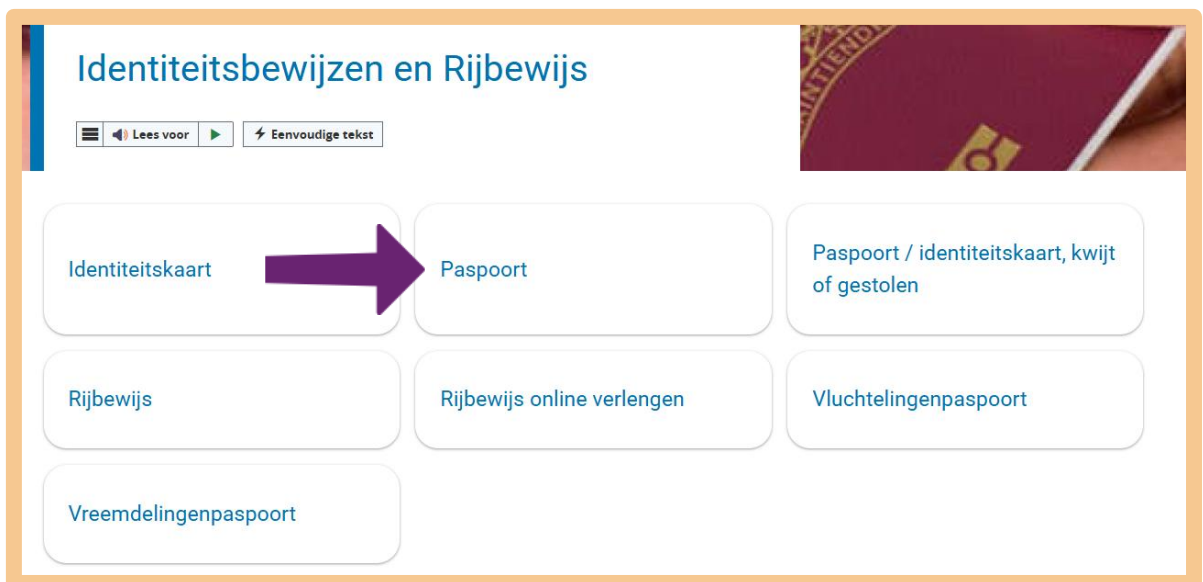 Identiteitsbewijzen en Rijbewijs
Lees voor
Eenvoudige tekst
Identiteitskaart
Paspoort
Paspoort / identiteitskaart, kwijt
of gestolen
Rijbewijs
Rijbewijs online verlengen
Vluchtelingenpaspoort
Vreemdelingenpaspoort